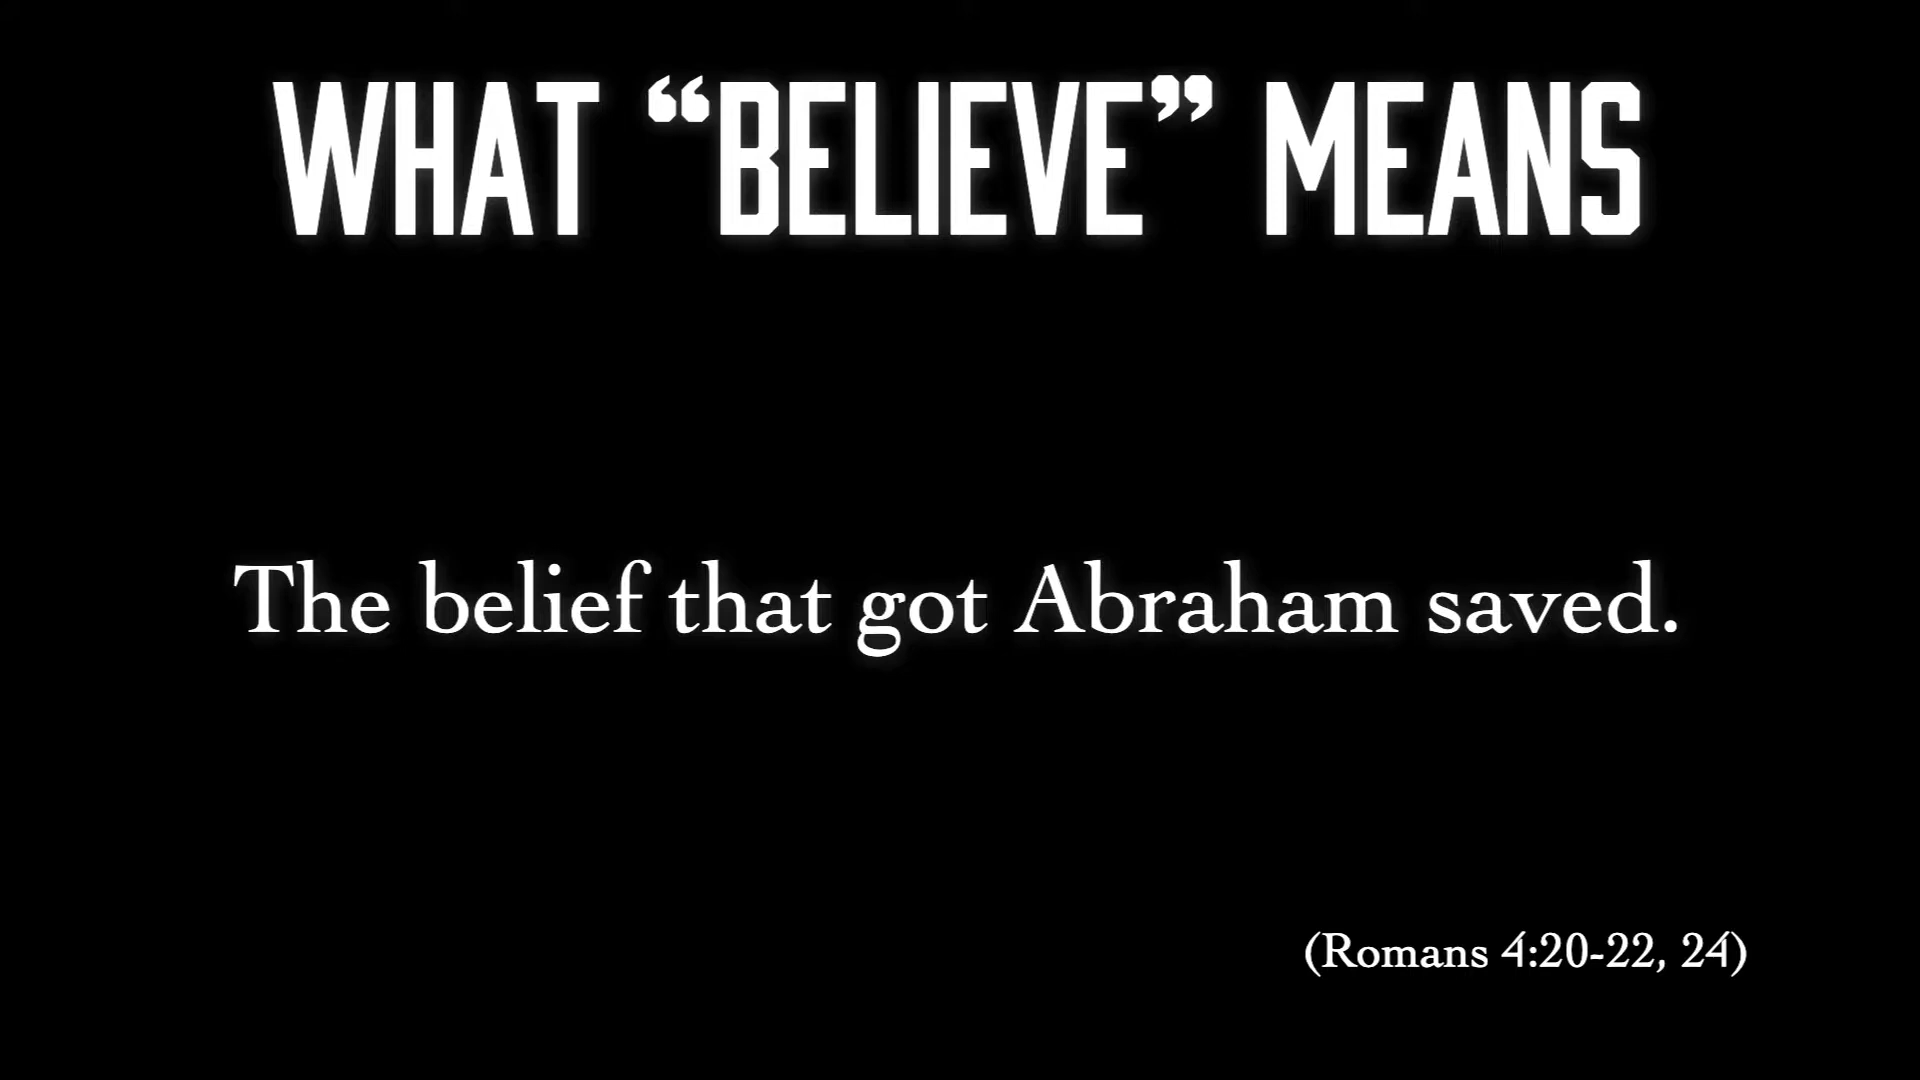 WHAT “BELIEVE” MEANS
The belief that got Abraham saved.
(Romans 4:20-22, 24)